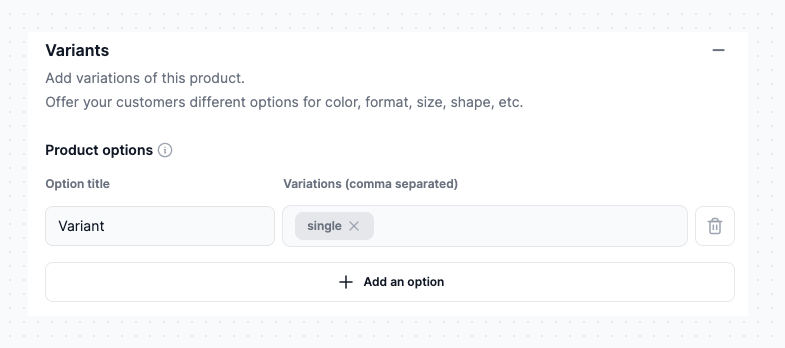 Variants
Add variations of this product.
Offer your customers different options for color, format, size, shape, etc.
Product options
Option title
Variations (comma separated)
Variant
single
Add an option